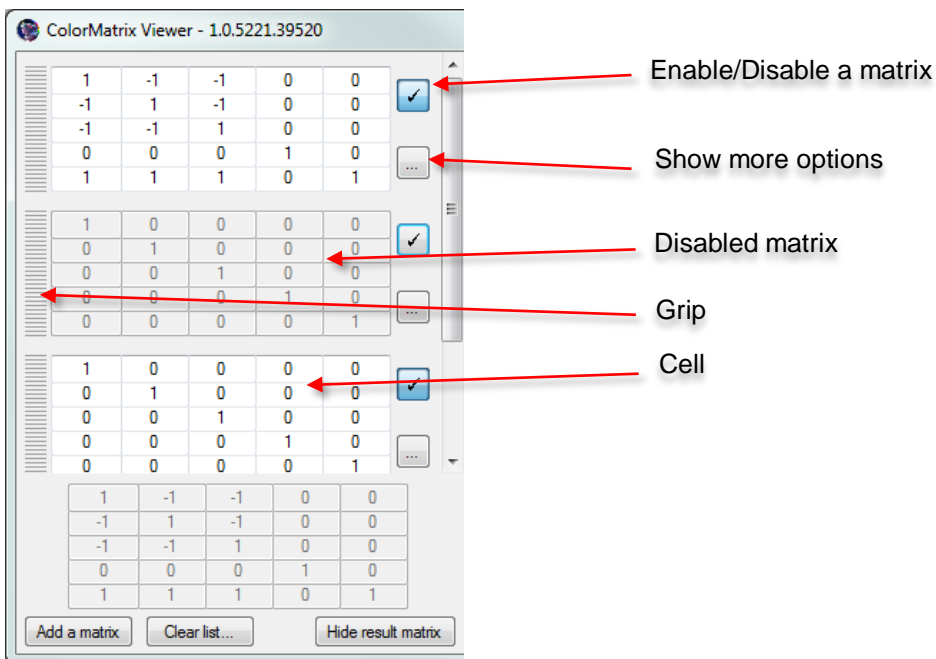 ColorMatrix Viewer - 1.0.5221.39520
1 -1 -1 0 0
-1 1 -1 0 0
-1 -1 1 0 0
0 0 0 1 0
1 1 1 0 1
✓
...
1 0 0 0 0
0 1 0 0 0
0 0 1 0 0
0 0 0 1 0
0 0 0 0 1
✓
...
1 0 0 0 0
0 1 0 0 0
0 0 1 0 0
0 0 0 1 0
0 0 0 0 1
✓
...
1 -1 -1 0 0
-1 1 -1 0 0
-1 -1 1 0 0
0 0 0 1 0
1 1 1 0 1
Add a matrix Clear list... Hide result matrix
Enable/Disable a matrix
Show more options
Disabled matrix
Grip
Cell